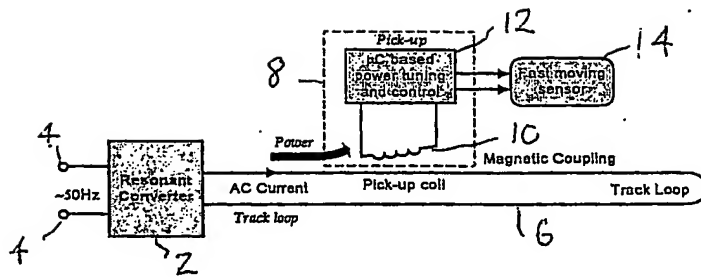 Pick-up
12
14
8
µC based
power tuning
and control
Fast moving
sensor
4
Power
10
Magnetic Coupling
Resonant
Converter
~50Hz
AC Current
Pick-up coil
Track Loop
4
Track loop
6
2